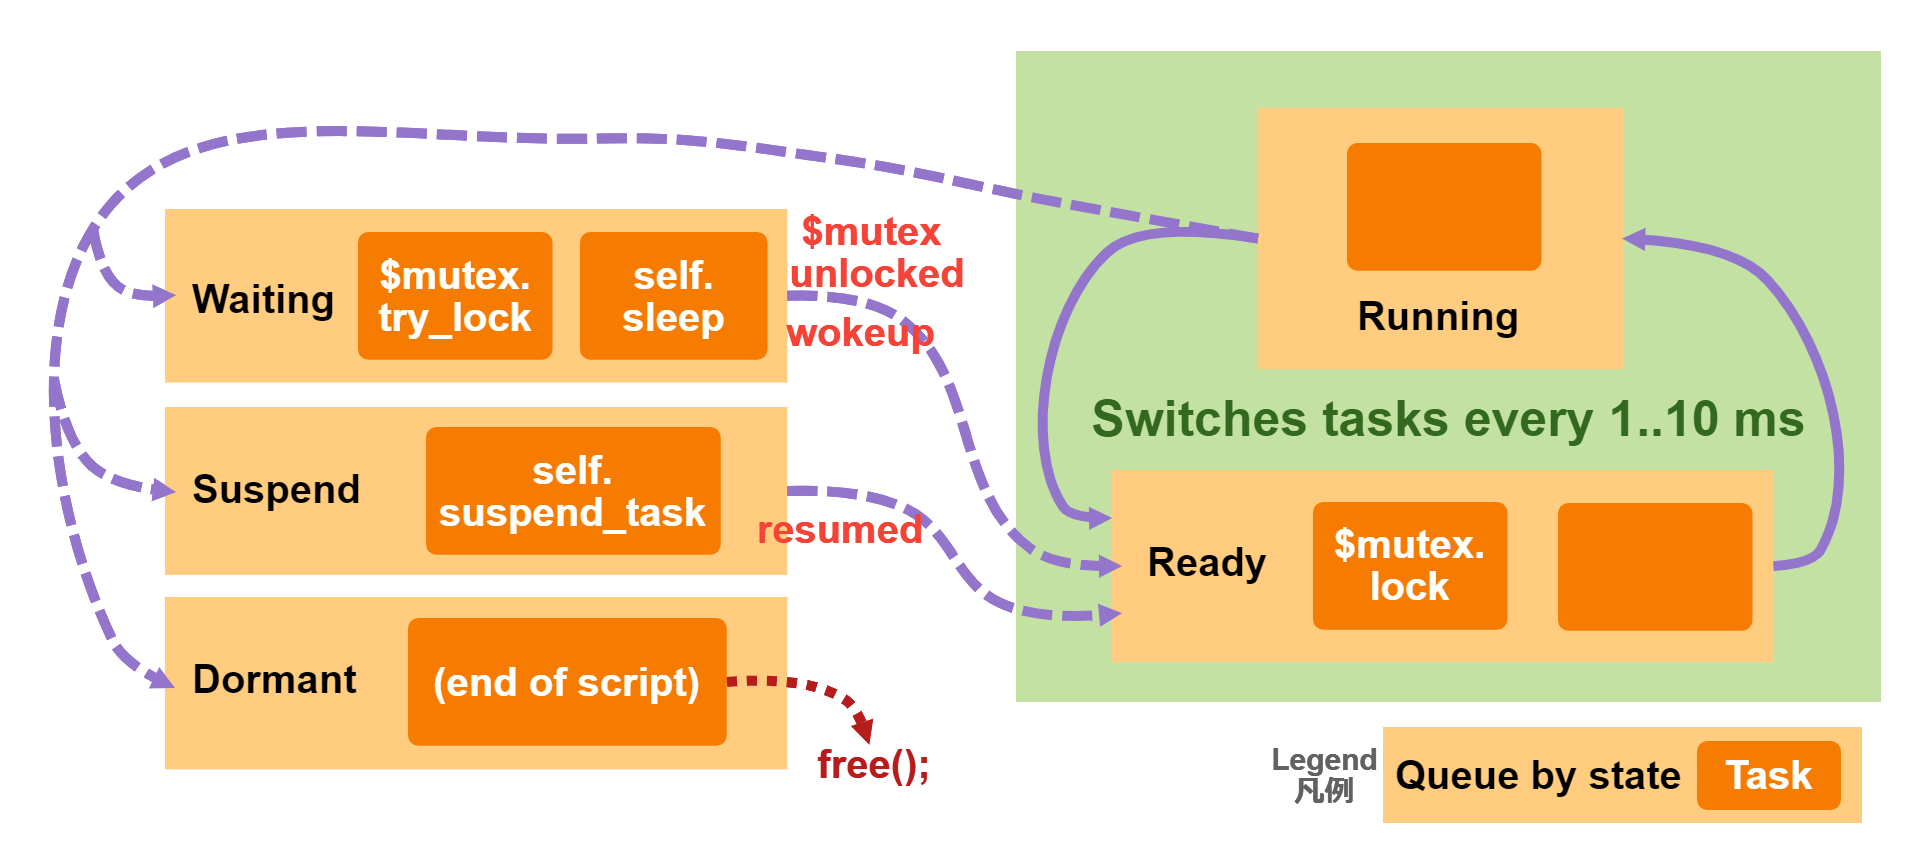 Waiting
$mutex.
try_lock
self.
sleep
$mutex
unlocked
wokeup
Suspend
self.
suspend_task
resumed
Dormant
(end of script)
free();
Running
Switches tasks every 1..10 ms
Ready
$mutex.
lock
Legend
凡例
Queue by state
Task